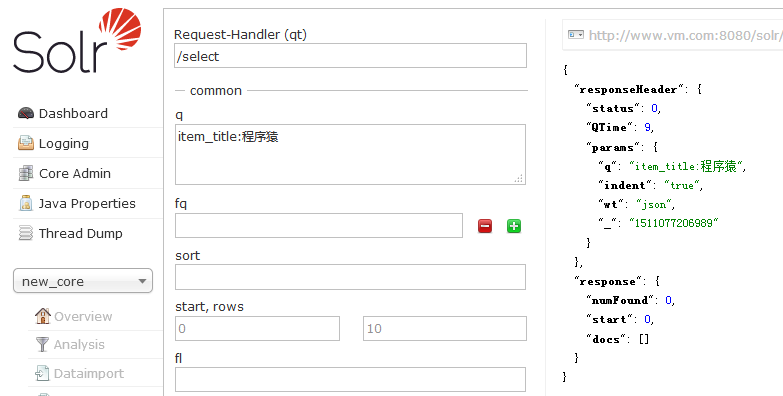 Solr
Dashboard
Logging
Core Admin
Java Properties
Thread Dump
new_core
Overview
Analysis
Dataimport
Request-Handler (qt)
/select
common
q
item_title:程序猿
fq
sort
start, rows
0
10
fl
http://www.vm.com:8080/solr/
{
"responseHeader": {
"status": 0,
"QTime": 9,
"params": {
"q": "item_title:程序猿",
"indent": "true",
"wt": "json",
"_": "1511077206989"
}
},
"response": {
"numFound": 0,
"start": 0,
"docs": []
}
}